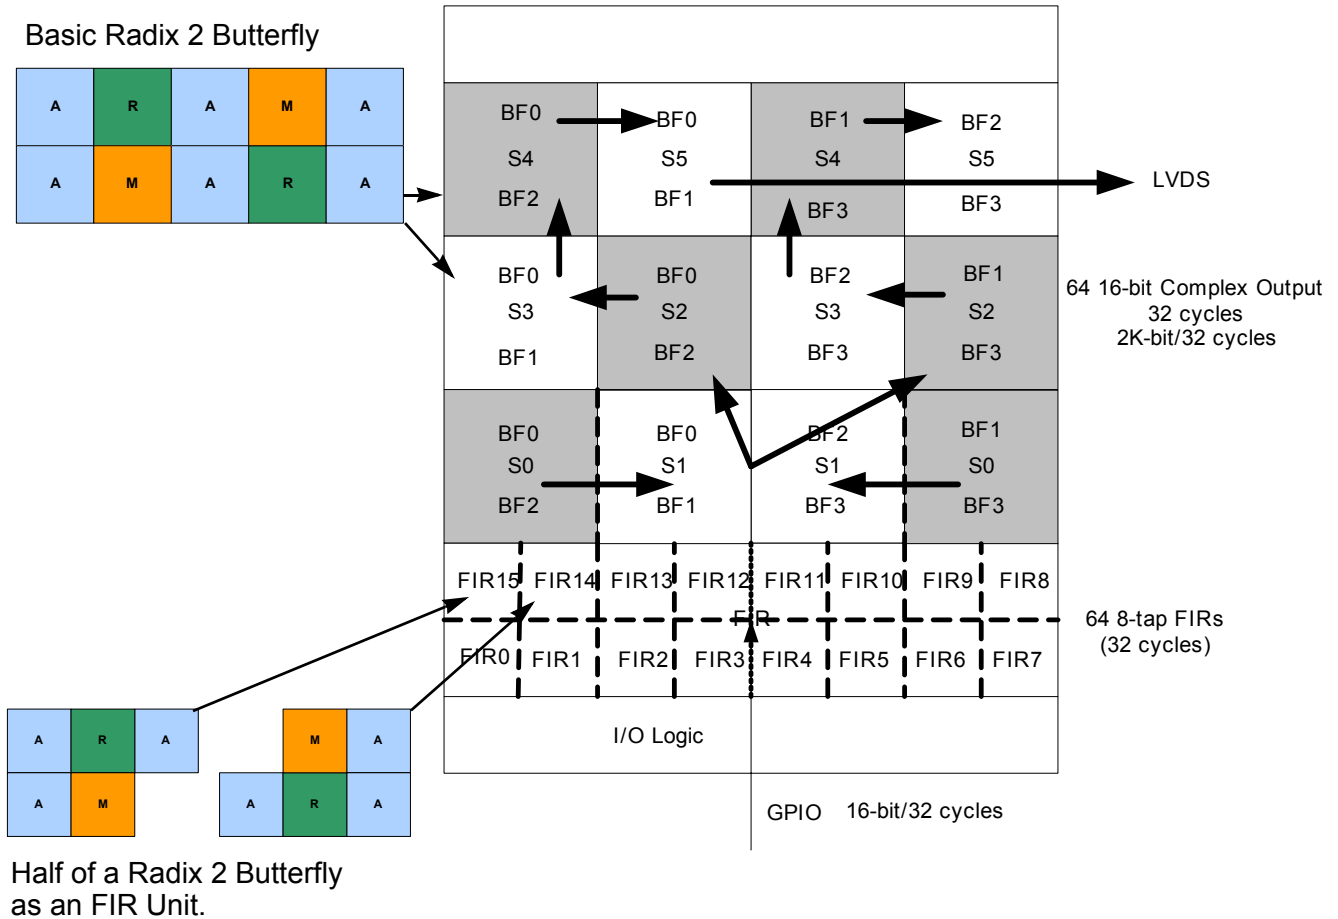 Basic Radix 2 Butterfly
A R A M A
A M A R A
BF0 BF0 BF1 BF2
S4 S5 S4 S5
BF2 BF1 BF3 BF3
LVDS
BF0 BF0 BF2 BF1
S3 S2 S3 S2
BF1 BF2 BF3 BF3
64 16-bit Complex Output
32 cycles
2K-bit/32 cycles
BF0 BF0 BF2 BF1
S0 S1 S1 S0
BF2 BF1 BF3 BF3
FIR15 FIR14 FIR13 FIR12 FIR11 FIR10 FIR9 FIR8
FIR
64 8-tap FIRs
(32 cycles)
FIR0 FIR1 FIR2 FIR3 FIR4 FIR5 FIR6 FIR7
A R A
A M
M A
A R A
I/O Logic
GPIO 16-bit/32 cycles
Half of a Radix 2 Butterfly
as an FIR Unit.